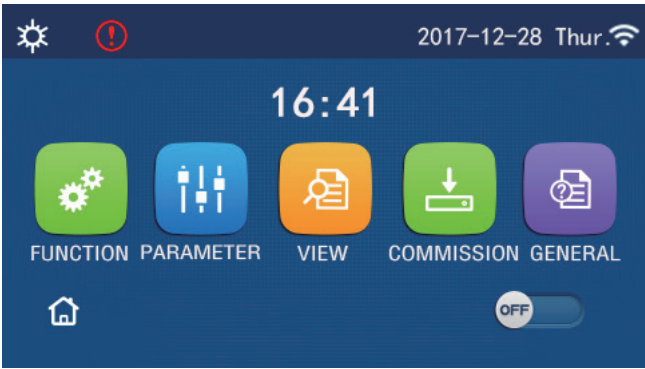 2017-12-28 Thur.
16:41
FUNCTION PARAMETER VIEW COMMISSION GENERAL
OFF